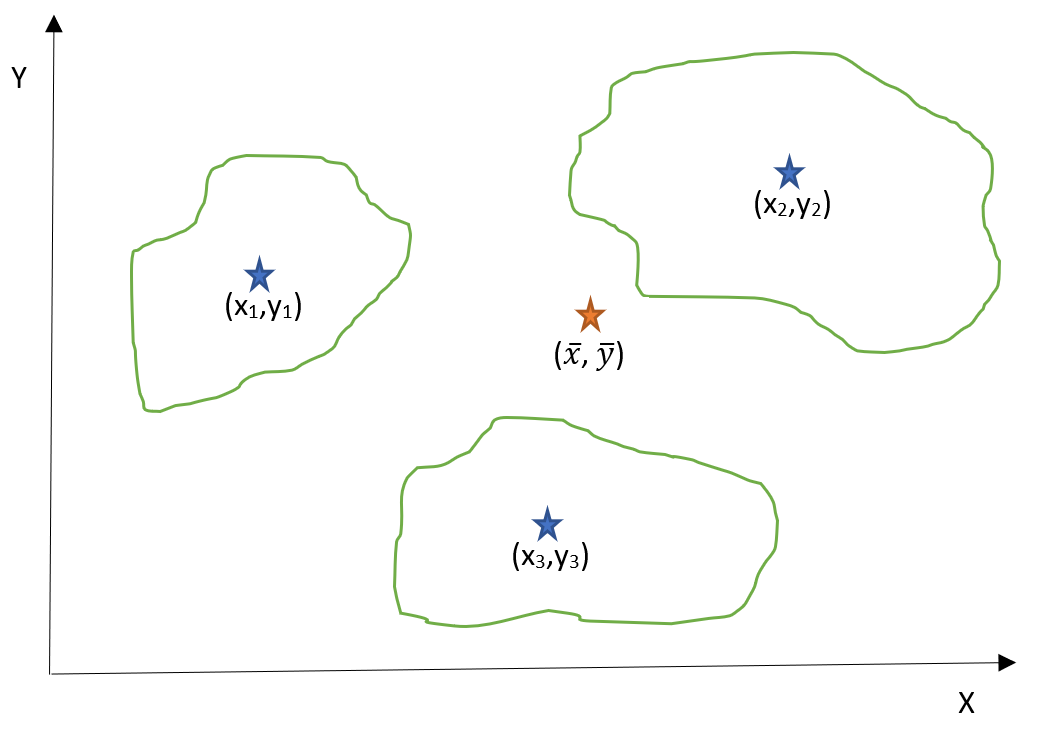 Y
(x₂,y₂)
(x₁,y₁)
(x̄, ȳ)
(x₃,y₃)
X